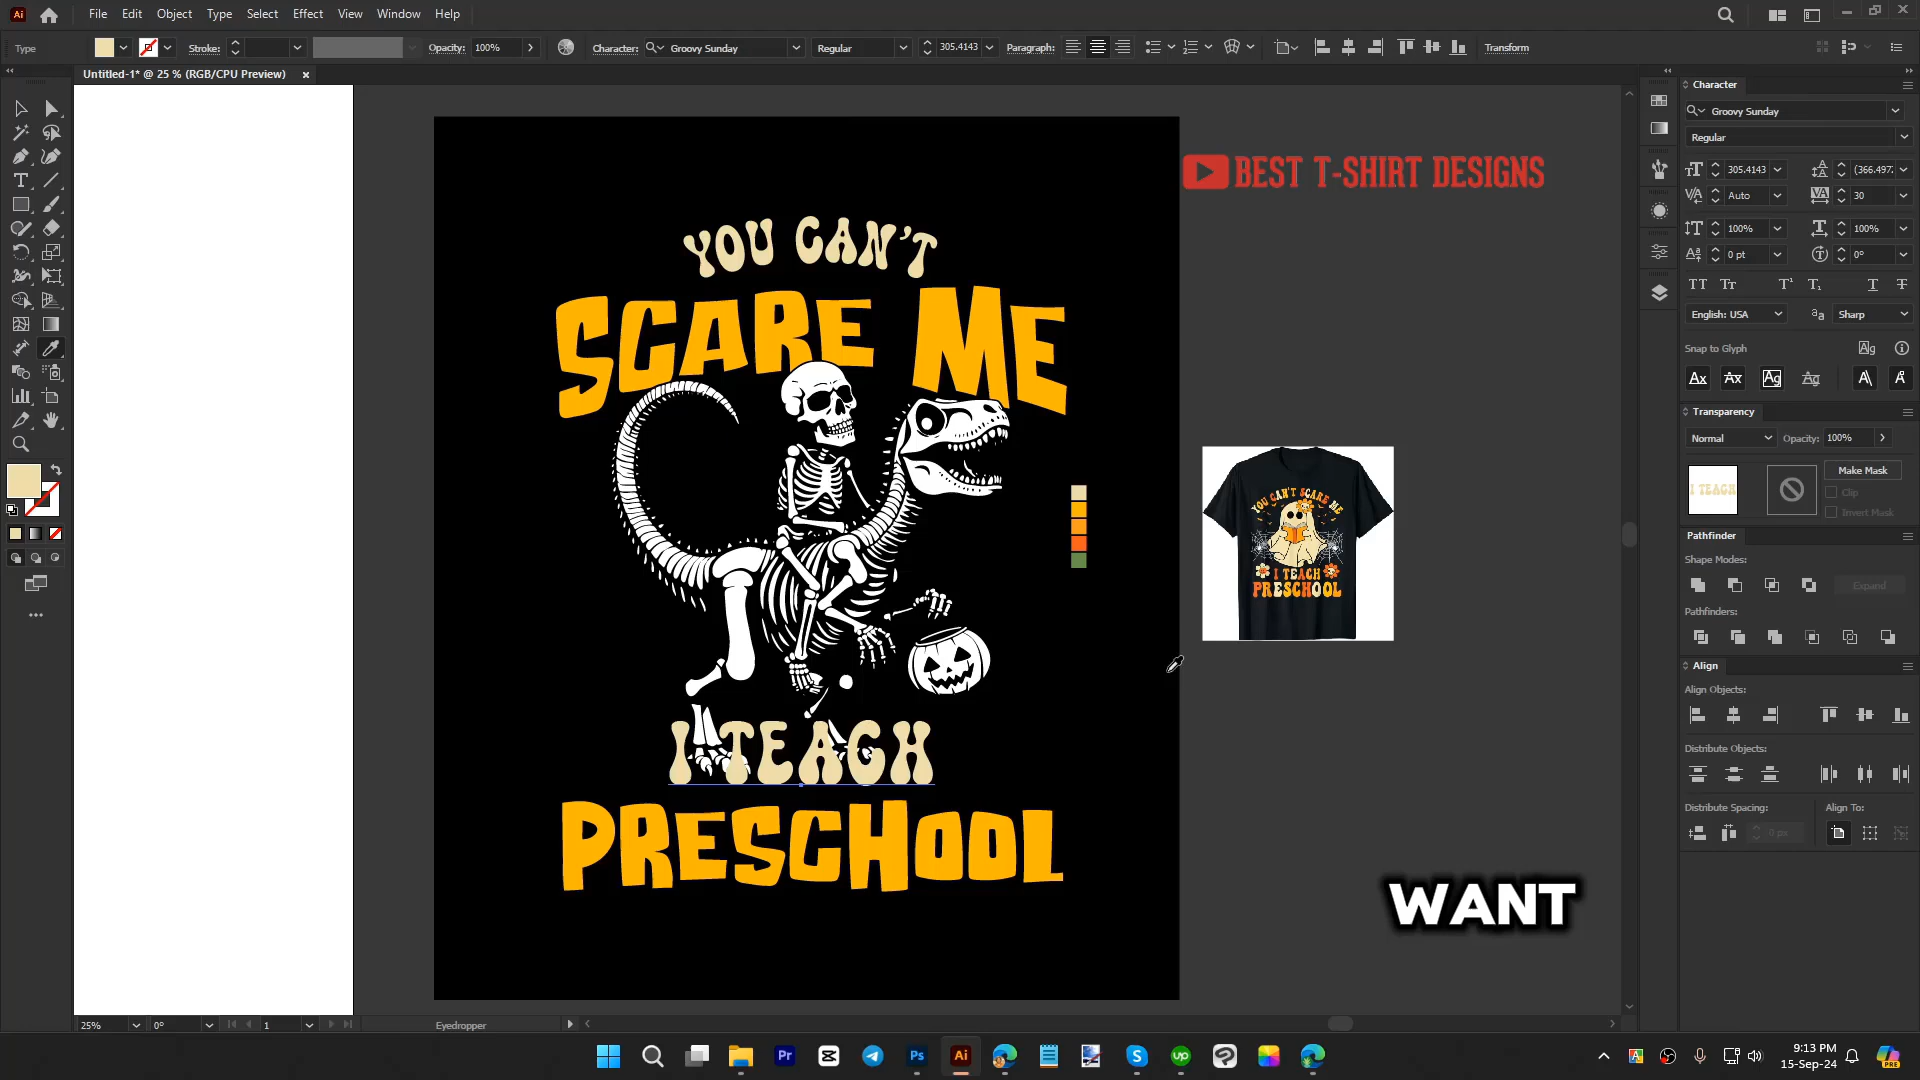 File Edit Object Type Select Effect View Window Help
Type Stroke: Opacity: 100% Character: Groovy Sunday Regular 305.4143 Paragraph: Transform
Untitled-1* @ 25 % (RGB/CPU Preview)
BEST T-SHIRT DESIGNS
YOU CAN'T
SCARE ME
I TEACH
PRESCHOOL
YOU CAN'T SCARE ME
I TEACH
PRESCHOOL
WANT
Character
Groovy Sunday
Regular
305.4143 (366.497
Auto 30
100% 100%
0 pt 0°
English: USA Sharp
Snap to Glyph
Transparency
Normal Opacity: 100%
I TEACH
Make Mask
Clip
Invert Mask
Pathfinder
Shape Modes:
Expand
Pathfinders:
Align
Align Objects:
Distribute Objects:
Distribute Spacing: Align To:
0 px
25% 0° 1 Eyedropper
9:13 PM
15-Sep-24